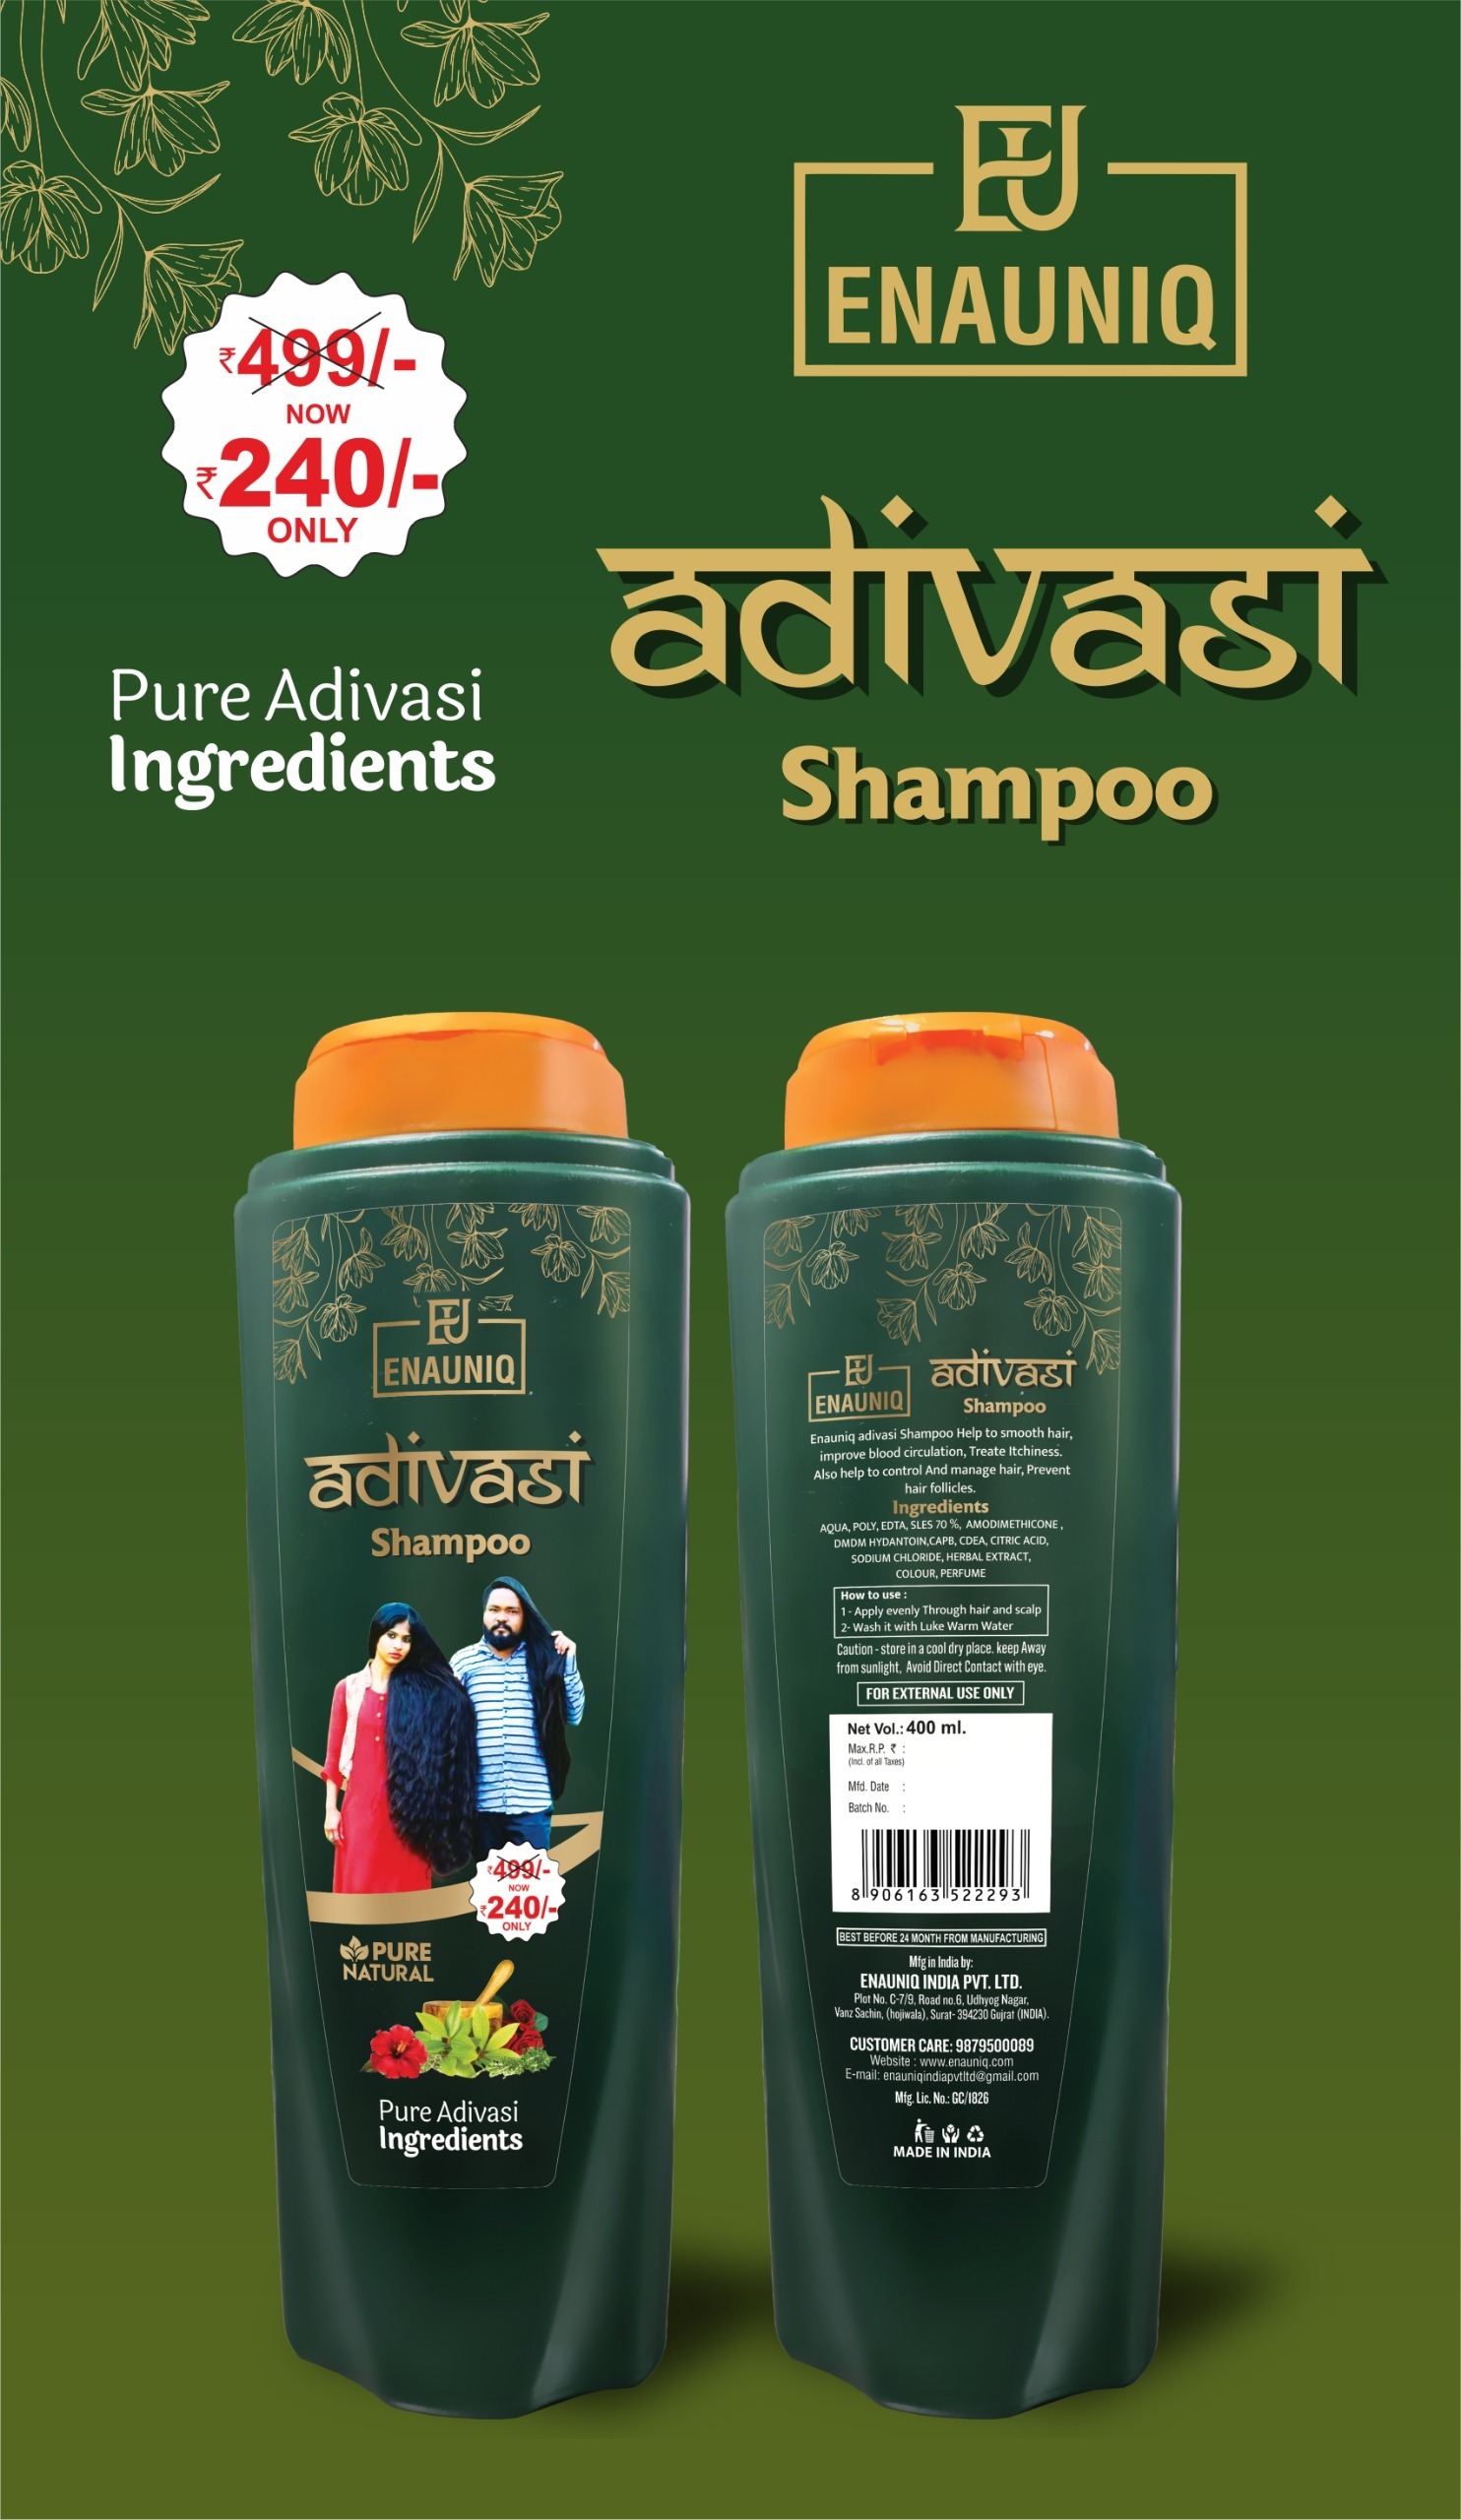 EU
ENAUNIQ
₹499/-
NOW
₹240/-
ONLY
adivasi
Shampoo
Pure Adivasi
Ingredients
EU
ENAUNIQ
adivasi
Shampoo
₹499/-
NOW
₹240/-
ONLY
PURE
NATURAL
Pure Adivasi
Ingredients
EU
ENAUNIQ
adivasi
Shampoo
Enauniq adivasi Shampoo Help to smooth hair,
improve blood circulation, Treate Itchiness.
Also help to control And manage hair, Prevent
hair follicles.
Ingredients
AQUA, POLY, EDTA, SLES 70 %, AMODIMETHICONE ,
DMDM HYDANTOIN,CAPB, CDEA, CITRIC ACID,
SODIUM CHLORIDE, HERBAL EXTRACT,
COLOUR, PERFUME
How to use :
1 - Apply evenly Through hair and scalp
2- Wash it with Luke Warm Water
Caution - store in a cool dry place. keep Away
from sunlight, Avoid Direct Contact with eye.
FOR EXTERNAL USE ONLY
Net Vol.: 400 ml.
Max.R.P. ₹ :
(Incl. of all Taxes)
Mfd. Date :
Batch No. :
8 906163 522293
BEST BEFORE 24 MONTH FROM MANUFACTURING
Mfg in India by:
ENAUNIQ INDIA PVT. LTD.
Plot No. C-7/9, Road no.6, Udhyog Nagar,
Vanz Sachin, (hojiwala), Surat- 394230 Gujrat (INDIA).
CUSTOMER CARE: 9879500089
Website : www.enauniq.com
E-mail: enauniqindiapvtltd@gmail.com
Mfg. Lic. No.: GC/1826
MADE IN INDIA